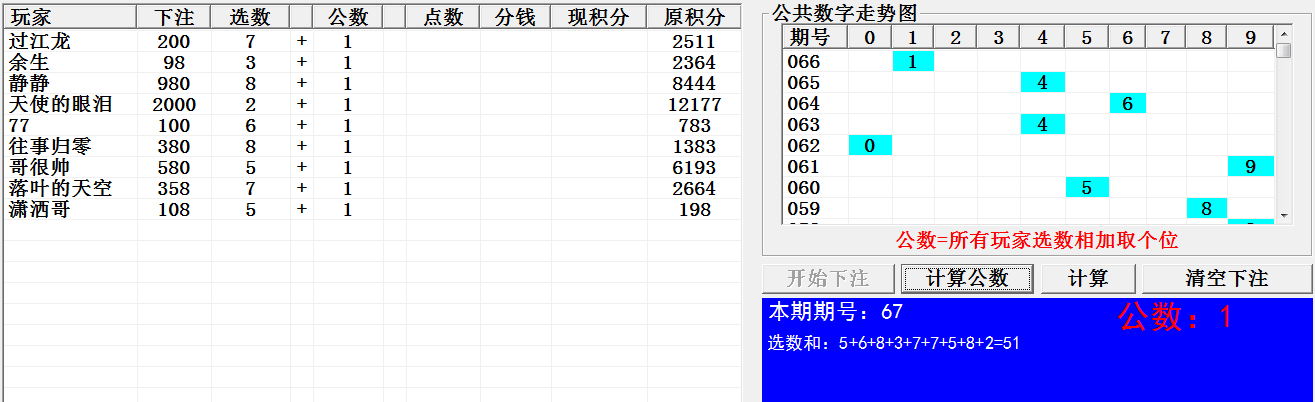 玩家 下注 选数 公数 点数 分钱 现积分 原积分
过江龙 200 7 + 1 2511
余生 98 3 + 1 2364
静静 980 8 + 1 8444
天使的眼泪 2000 2 + 1 12177
77 100 6 + 1 783
往事归零 380 8 + 1 1383
哥很帅 580 5 + 1 6193
落叶的天空 358 7 + 1 2664
潇洒哥 108 5 + 1 198
公共数字走势图
期号 0 1 2 3 4 5 6 7 8 9
066 1
065 4
064 6
063 4
062 0
061 9
060 5
059 8
公数=所有玩家选数相加取个位
开始下注 计算公数 计算 清空下注
本期期号：67 公数：1
选数和：5+6+8+3+7+7+5+8+2=51